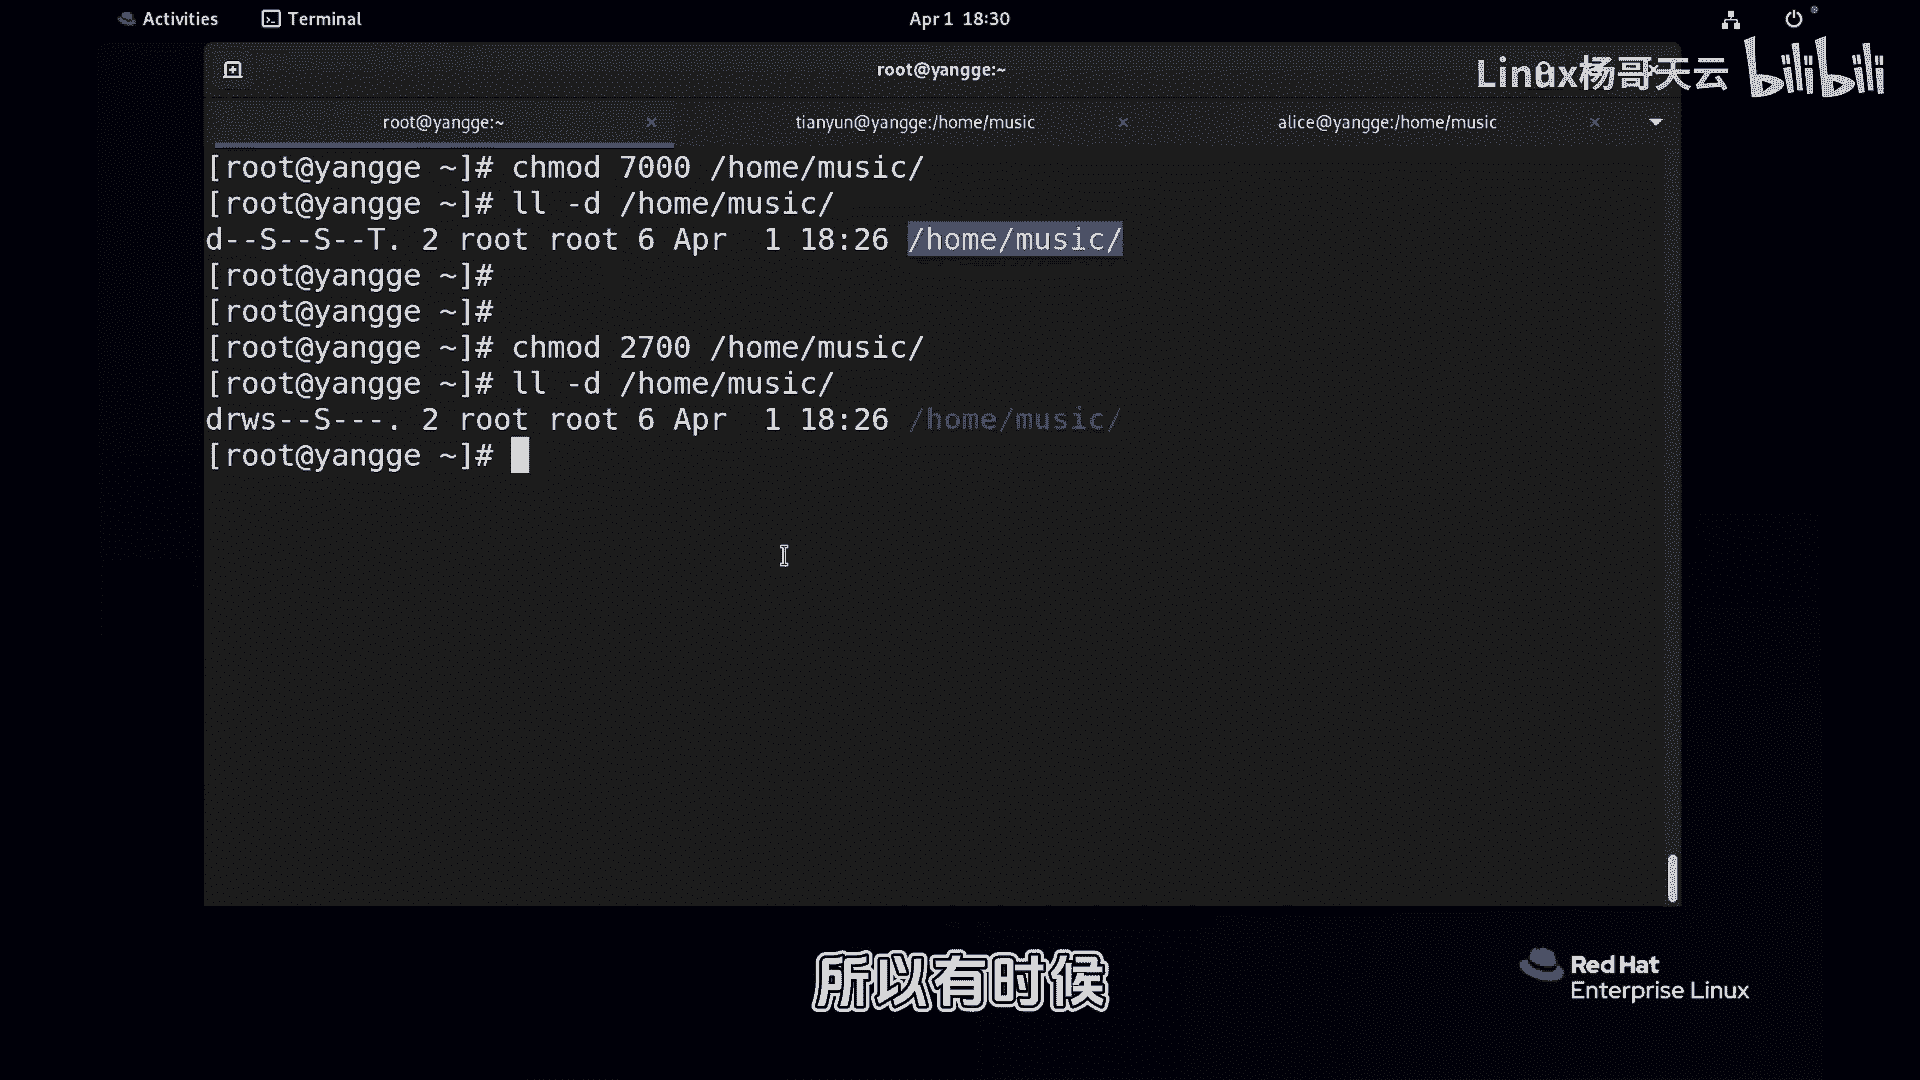 Activities Terminal Apr 1 18:30
root@yangge:~
Linux杨哥天云 bilibili
root@yangge:~ tianyun@yangge:/home/music alice@yangge:/home/music
[root@yangge ~]# chmod 7000 /home/music/
[root@yangge ~]# ll -d /home/music/
d--S--S--T. 2 root root 6 Apr  1 18:26 /home/music/
[root@yangge ~]#
[root@yangge ~]#
[root@yangge ~]# chmod 2700 /home/music/
[root@yangge ~]# ll -d /home/music/
drws--S---. 2 root root 6 Apr  1 18:26 /home/music/
[root@yangge ~]#
所以有时候
Red Hat
Enterprise Linux